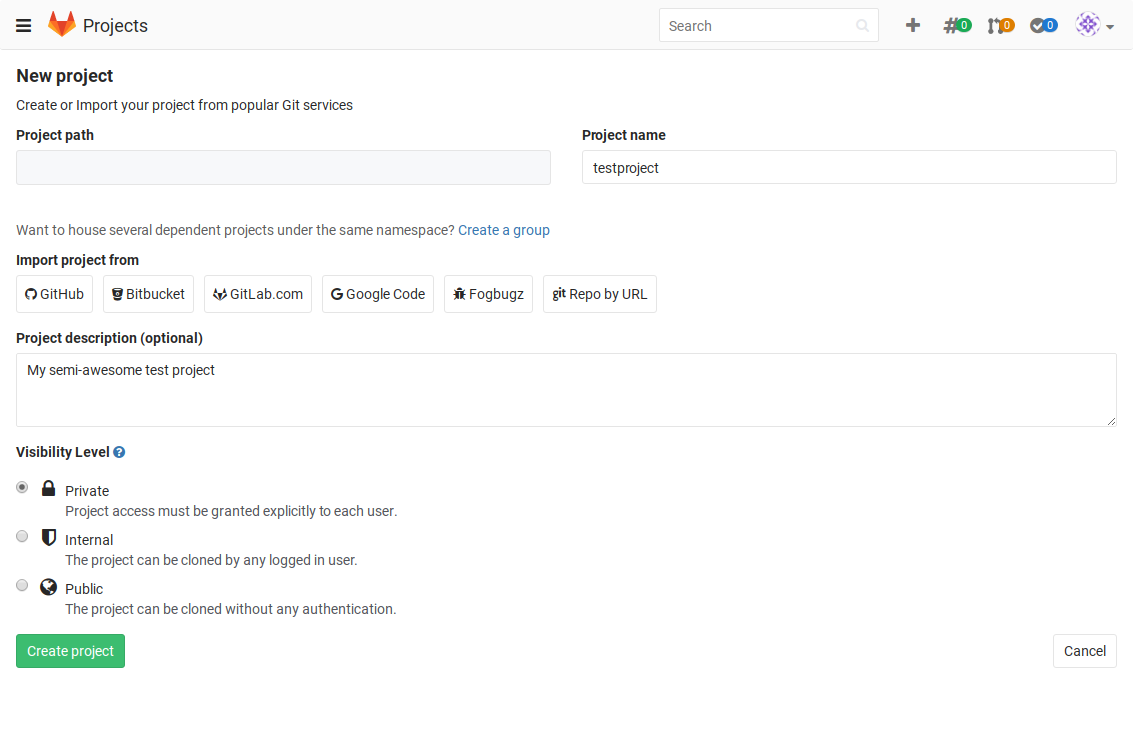 Projects
Search
0
0
0
New project
Create or Import your project from popular Git services
Project path
Project name
testproject
Want to house several dependent projects under the same namespace? Create a group
Import project from
GitHub
Bitbucket
GitLab.com
Google Code
Fogbugz
git Repo by URL
Project description (optional)
My semi-awesome test project
Visibility Level ?
Private
Project access must be granted explicitly to each user.
Internal
The project can be cloned by any logged in user.
Public
The project can be cloned without any authentication.
Create project
Cancel